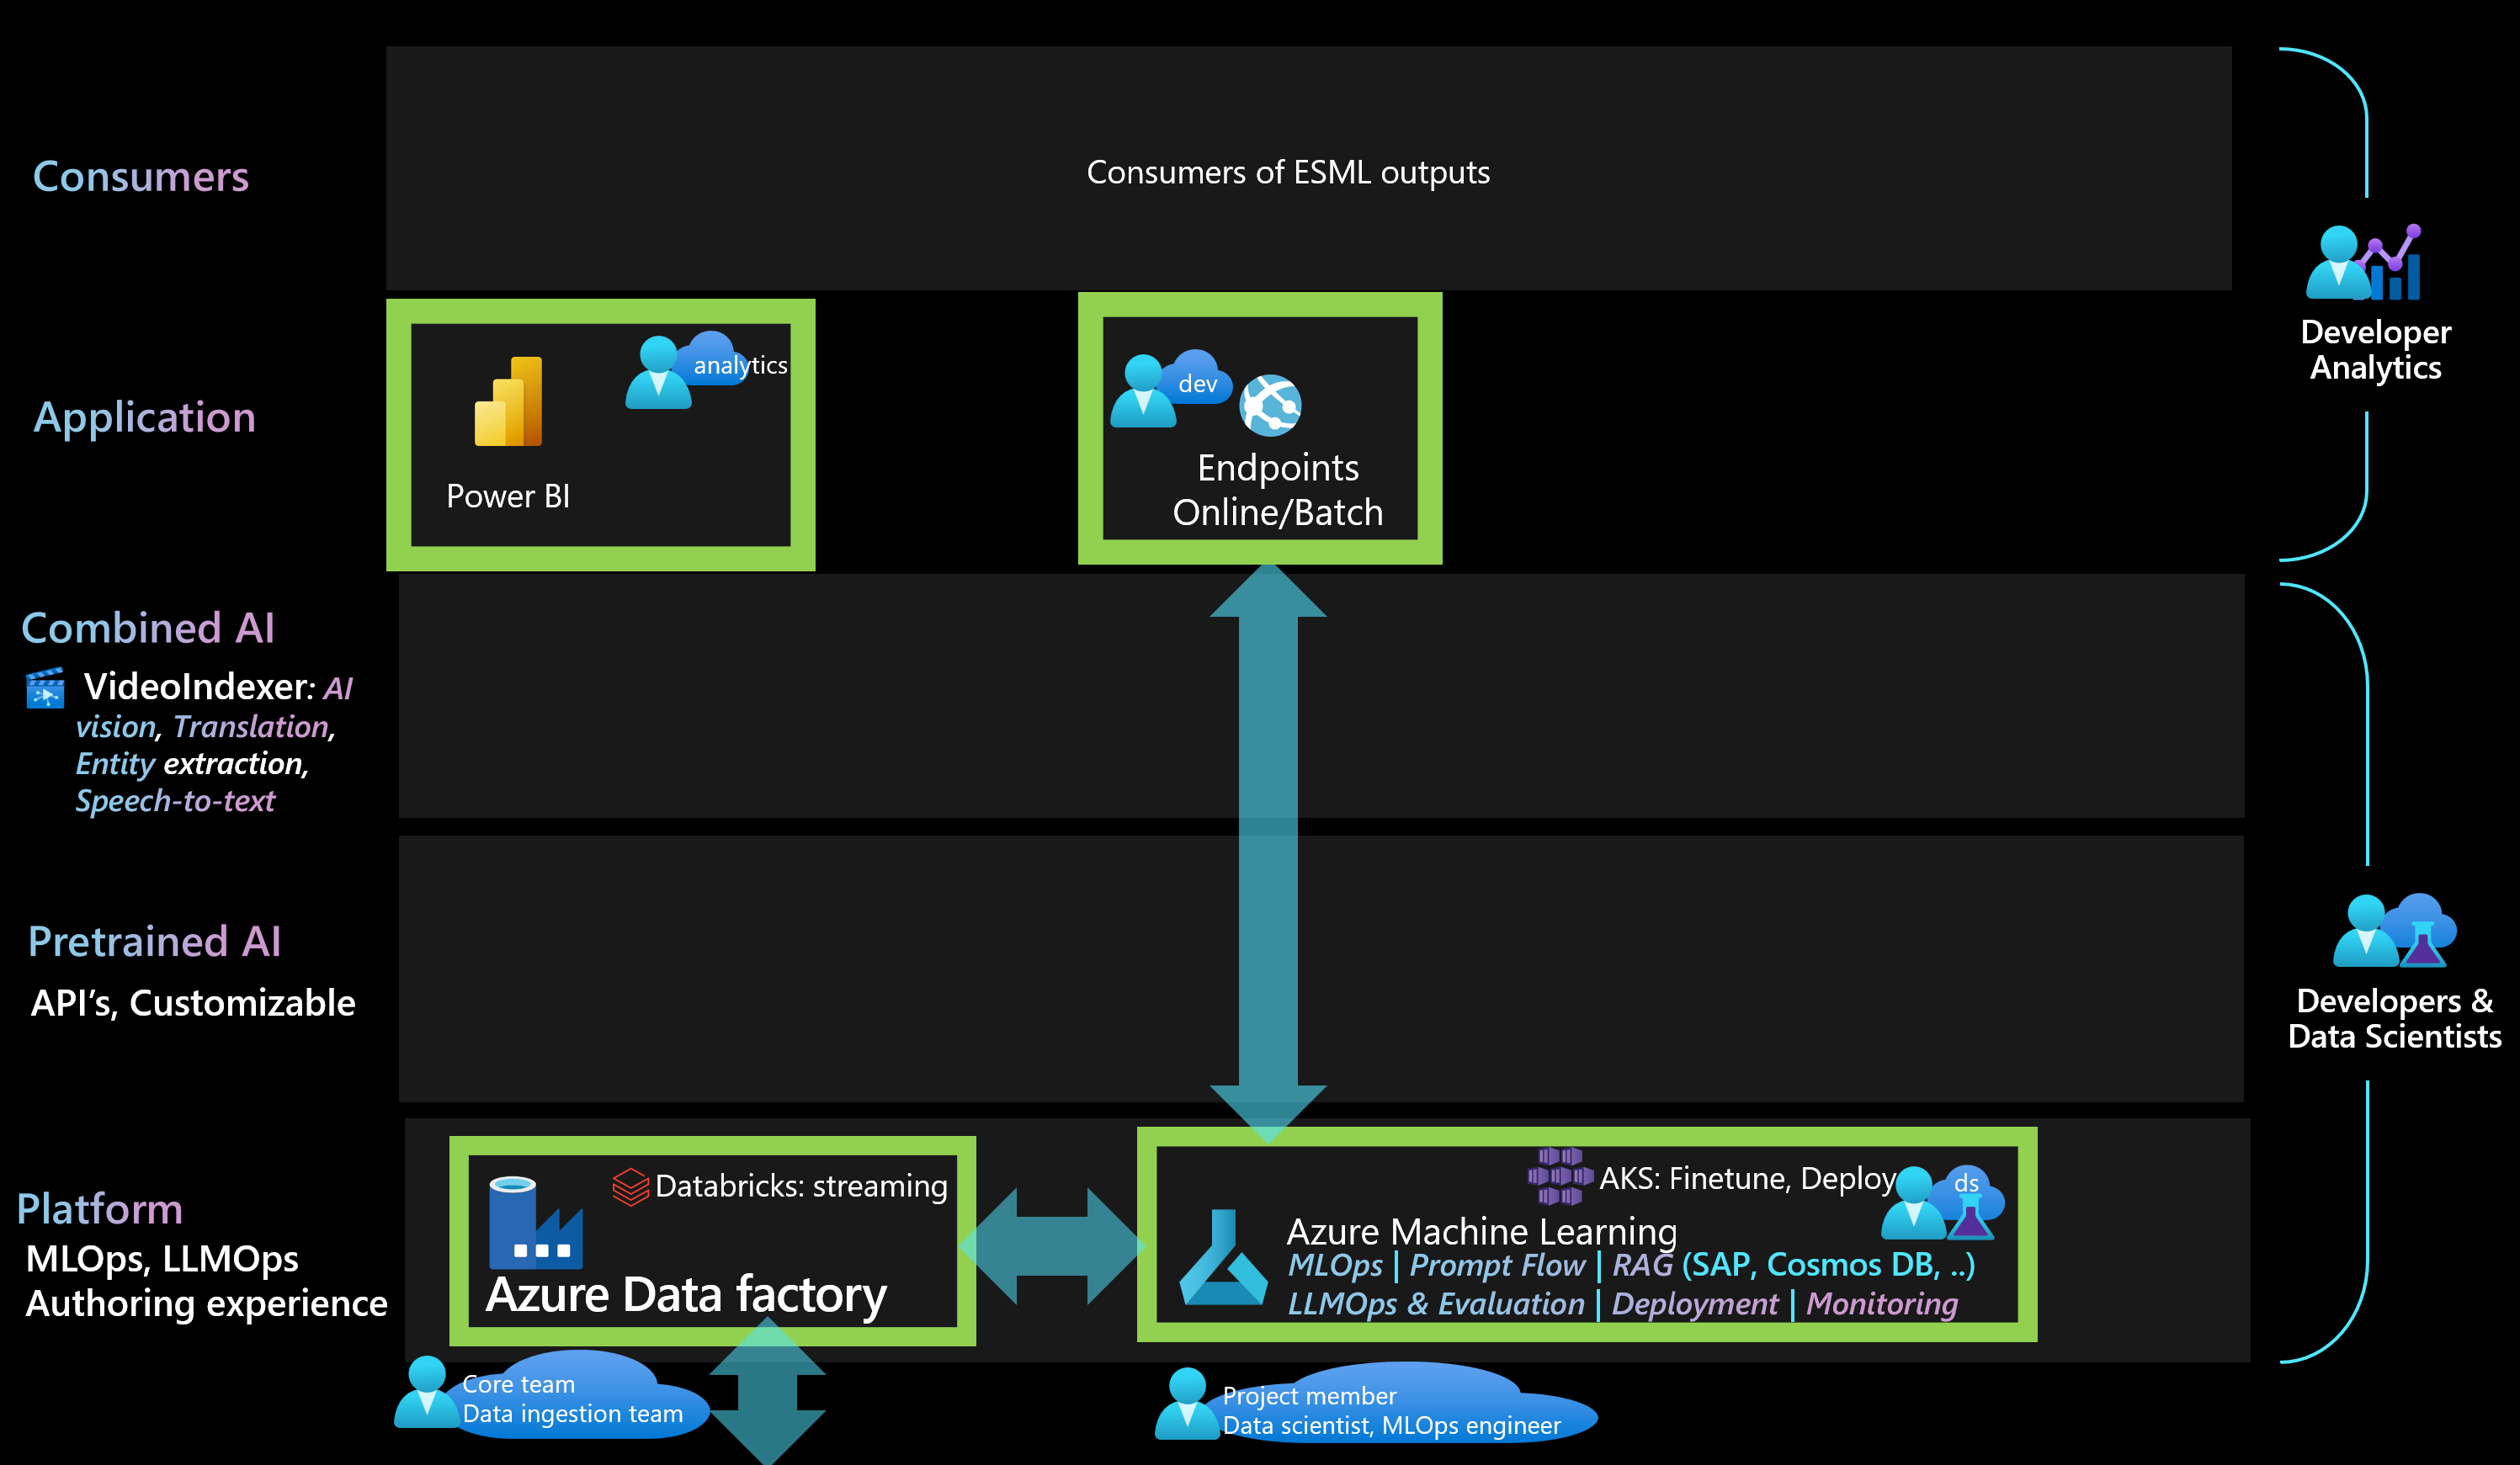 Consumers
Consumers of ESML outputs
Application
analytics
Power BI
dev
Endpoints
Online/Batch
Developer
Analytics
Combined AI
VideoIndexer: AI
vision, Translation,
Entity extraction,
Speech-to-text
Pretrained AI
API’s, Customizable
Developers &
Data Scientists
Platform
MLOps, LLMOps
Authoring experience
Databricks: streaming
Azure Data factory
AKS: Finetune, Deploy
ds
Azure Machine Learning
MLOps | Prompt Flow | RAG (SAP, Cosmos DB, ..)
LLMOps & Evaluation | Deployment | Monitoring
Core team
Data ingestion team
Project member
Data scientist, MLOps engineer